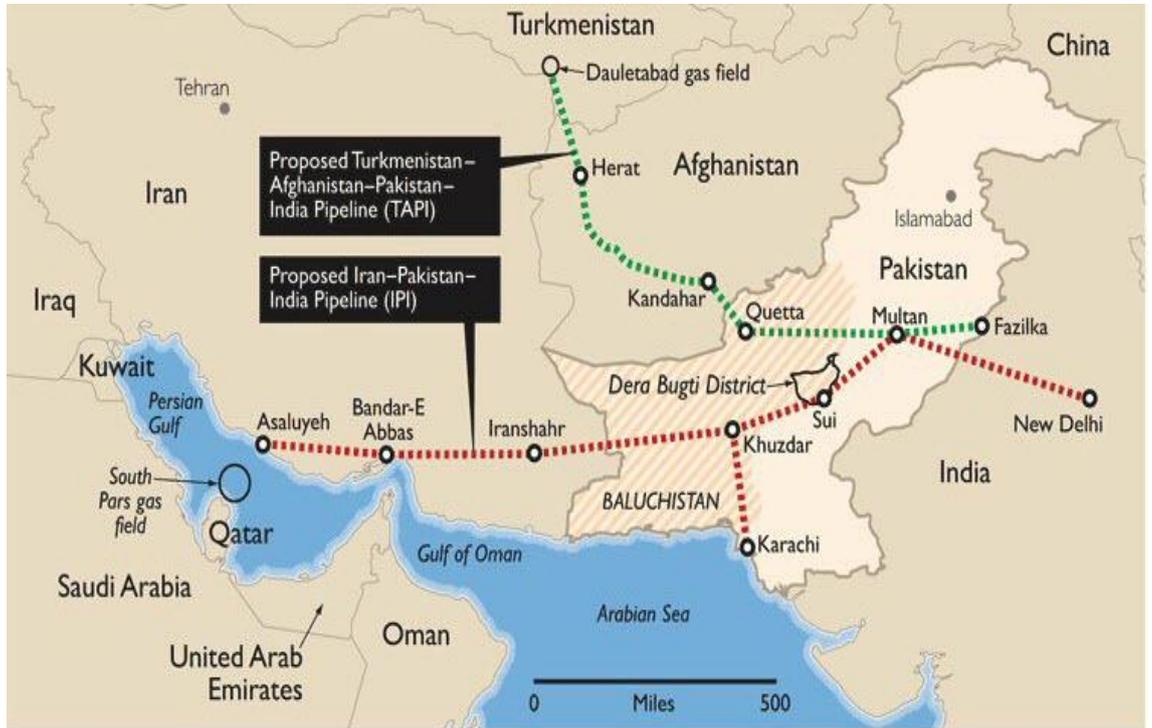 Turkmenistan
China
Dauletabad gas field
Tehran
Proposed Turkmenistan–
Afghanistan–Pakistan–
India Pipeline (TAPI)
Herat
Afghanistan
Iran
Islamabad
Proposed Iran–Pakistan–
India Pipeline (IPI)
Pakistan
Iraq
Kandahar
Quetta
Multan
Fazilka
Kuwait
Dera Bugti District
Persian
Gulf
Asaluyeh
Bandar-E
Abbas
Iranshahr
Sui
New Delhi
Khuzdar
South
Pars gas
field
India
BALUCHISTAN
Qatar
Gulf of Oman
Karachi
Saudi Arabia
Arabian Sea
Oman
United Arab
Emirates
0 Miles 500